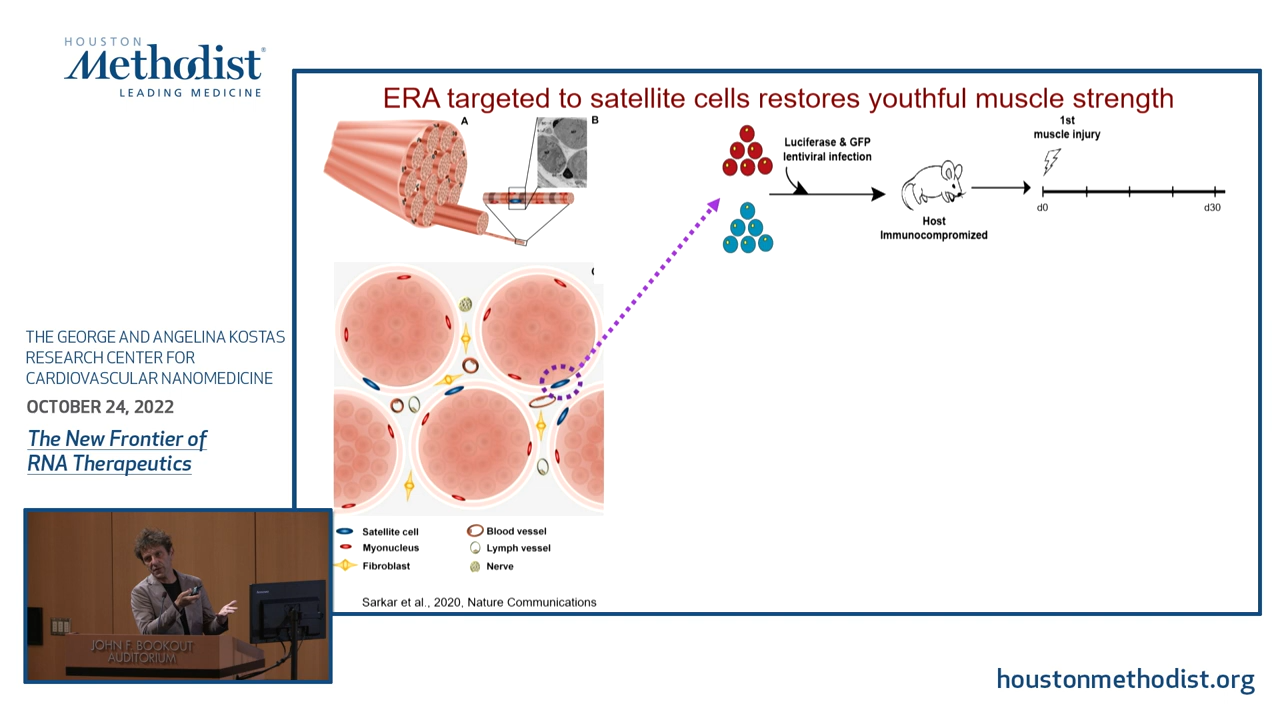 HOUSTON
Methodist
LEADING MEDICINE
THE GEORGE AND ANGELINA KOSTAS
RESEARCH CENTER FOR
CARDIOVASCULAR NANOMEDICINE
OCTOBER 24, 2022
The New Frontier of
RNA Therapeutics
ERA targeted to satellite cells restores youthful muscle strength
A
B
Luciferase & GFP
lentiviral infection
1st
muscle injury
Host
Immunocompromized
d0
d30
Satellite cell
Myonucleus
Fibroblast
Blood vessel
Lymph vessel
Nerve
Sarkar et al., 2020, Nature Communications
JOHN F. BOOKOUT
AUDITORIUM
houstonmethodist.org